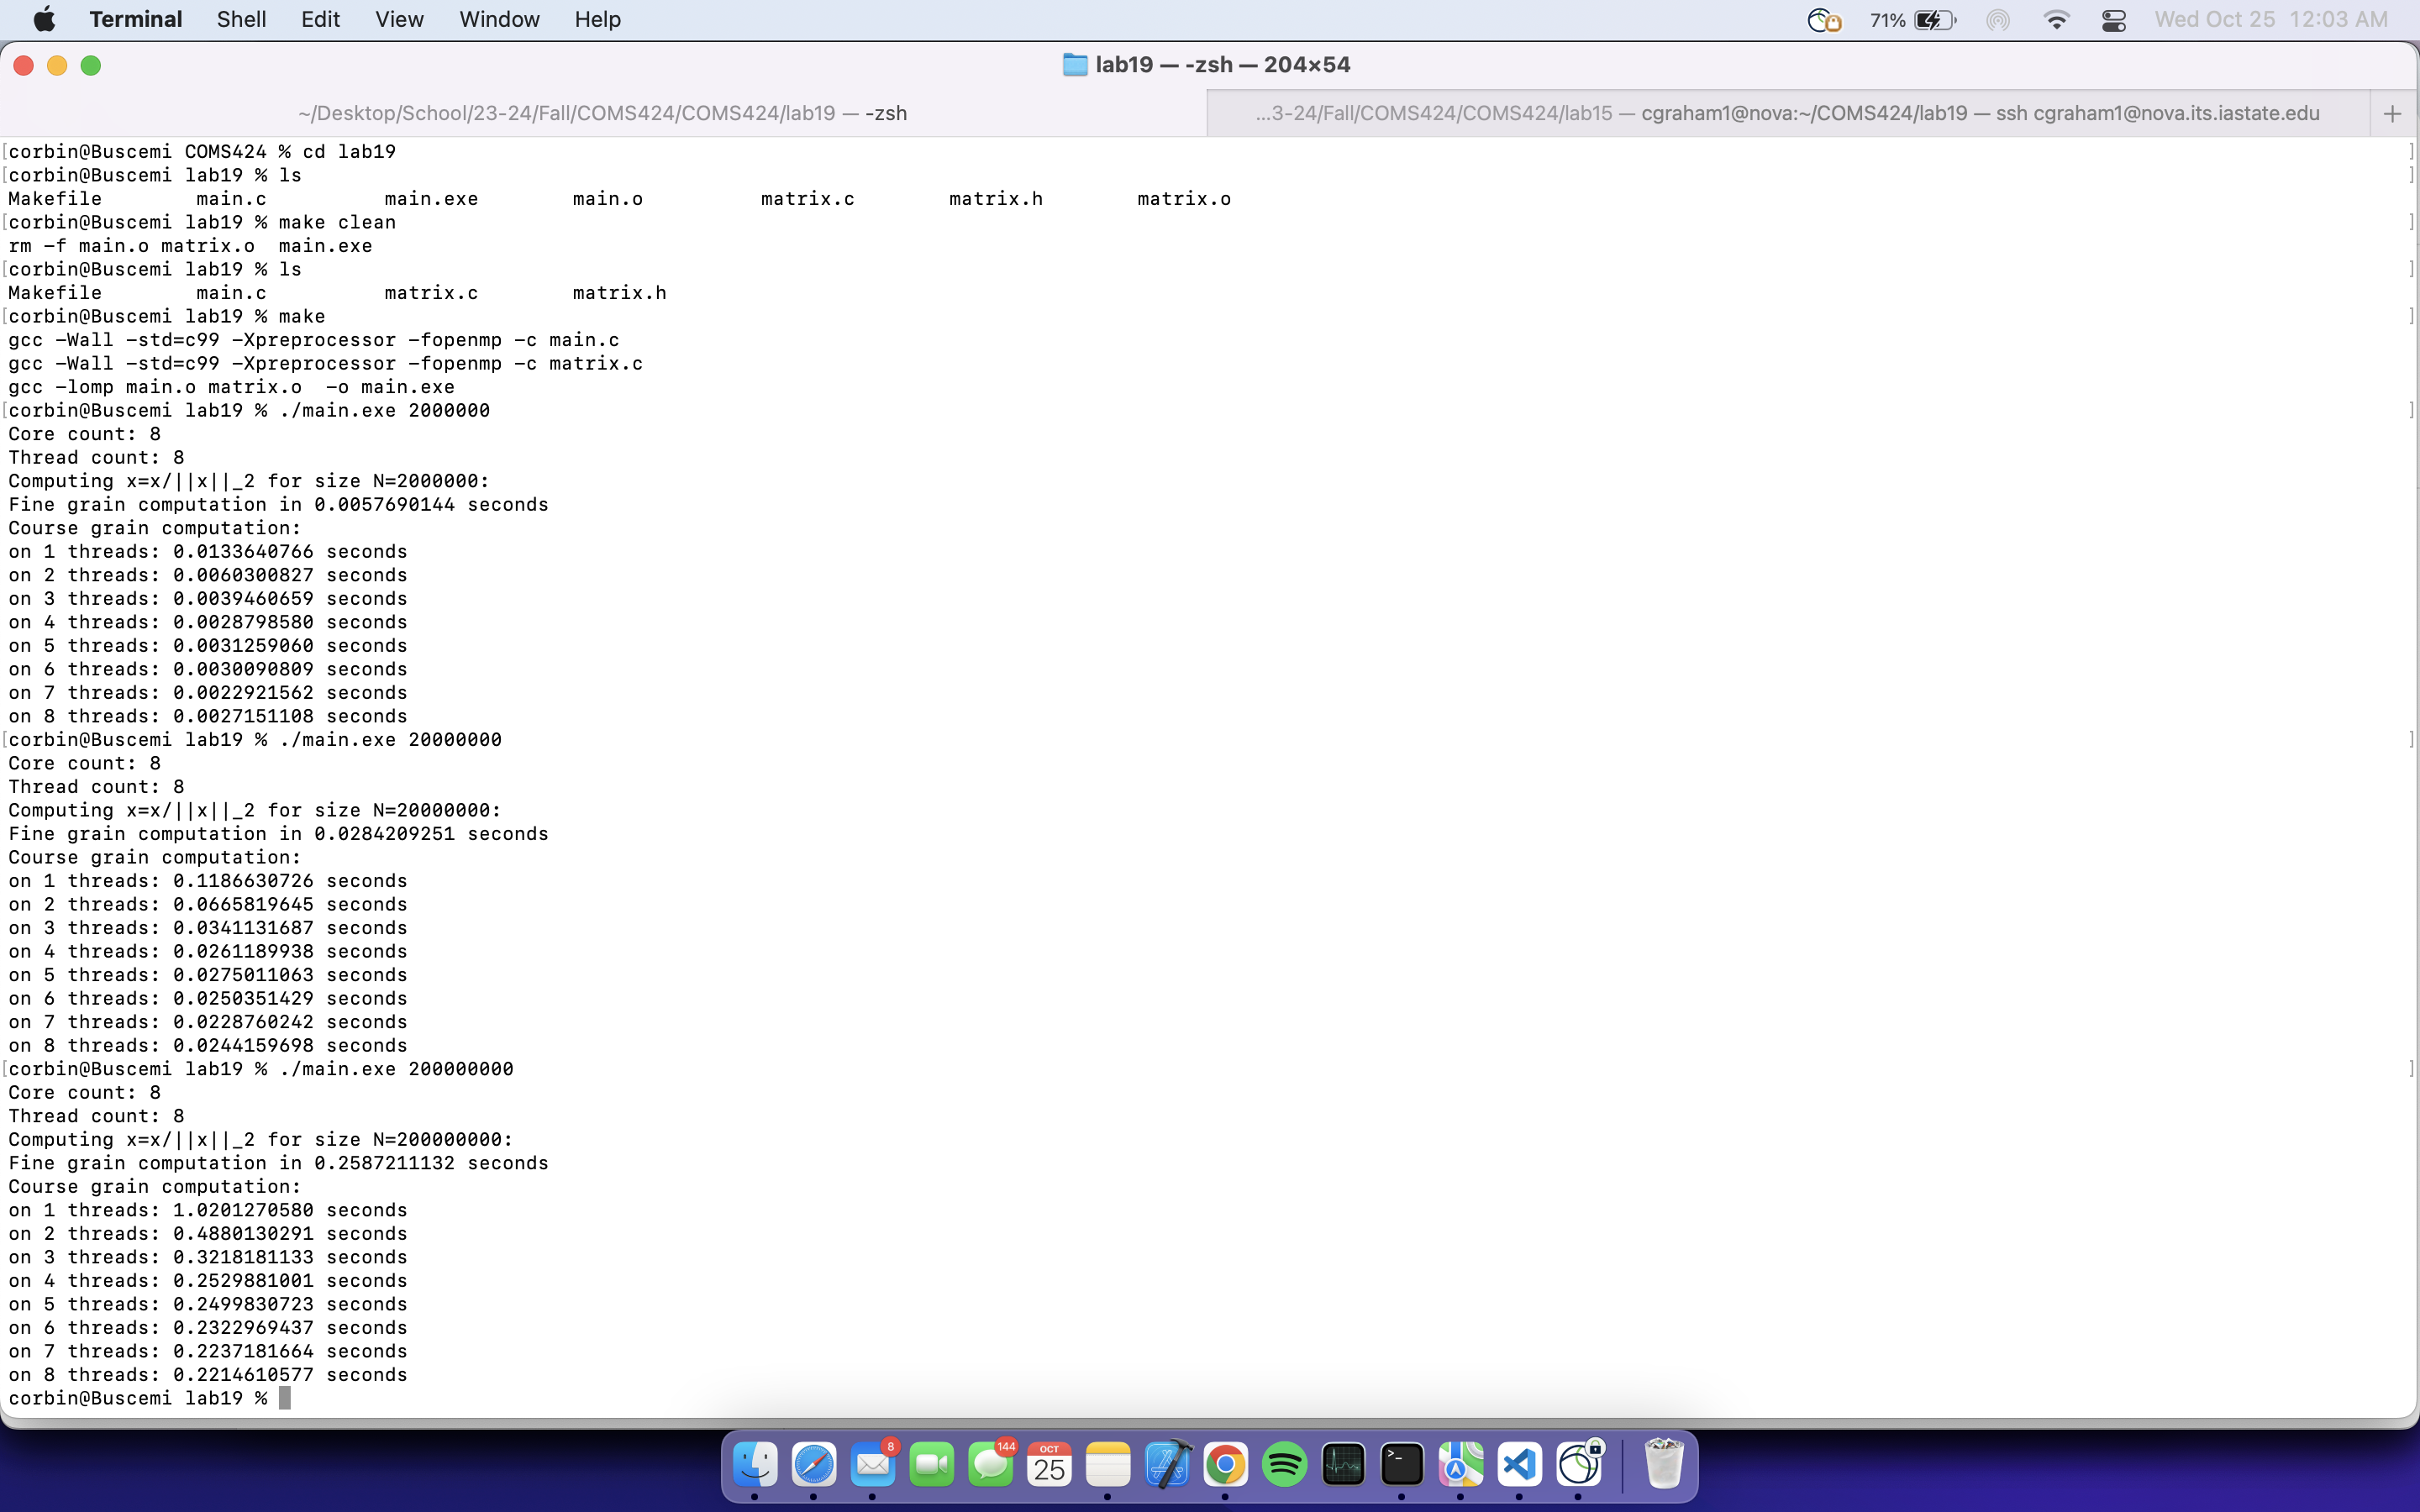 Terminal Shell Edit View Window Help 71% Wed Oct 25 12:03 AM
lab19 — -zsh — 204×54
~/Desktop/School/23-24/Fall/COMS424/COMS424/lab19 — -zsh
...3-24/Fall/COMS424/COMS424/lab15 — cgraham1@nova:~/COMS424/lab19 — ssh cgraham1@nova.its.iastate.edu +
[corbin@Buscemi COMS424 % cd lab19 ]
[corbin@Buscemi lab19 % ls ]
Makefile main.c main.exe main.o matrix.c matrix.h matrix.o
[corbin@Buscemi lab19 % make clean ]
rm -f main.o matrix.o  main.exe
[corbin@Buscemi lab19 % ls ]
Makefile main.c matrix.c matrix.h
[corbin@Buscemi lab19 % make ]
gcc -Wall -std=c99 -Xpreprocessor -fopenmp -c main.c
gcc -Wall -std=c99 -Xpreprocessor -fopenmp -c matrix.c
gcc -lomp main.o matrix.o  -o main.exe
[corbin@Buscemi lab19 % ./main.exe 2000000 ]
Core count: 8
Thread count: 8
Computing x=x/||x||_2 for size N=2000000:
Fine grain computation in 0.0057690144 seconds
Course grain computation:
on 1 threads: 0.0133640766 seconds
on 2 threads: 0.0060300827 seconds
on 3 threads: 0.0039460659 seconds
on 4 threads: 0.0028798580 seconds
on 5 threads: 0.0031259060 seconds
on 6 threads: 0.0030090809 seconds
on 7 threads: 0.0022921562 seconds
on 8 threads: 0.0027151108 seconds
[corbin@Buscemi lab19 % ./main.exe 20000000 ]
Core count: 8
Thread count: 8
Computing x=x/||x||_2 for size N=20000000:
Fine grain computation in 0.0284209251 seconds
Course grain computation:
on 1 threads: 0.1186630726 seconds
on 2 threads: 0.0665819645 seconds
on 3 threads: 0.0341131687 seconds
on 4 threads: 0.0261189938 seconds
on 5 threads: 0.0275011063 seconds
on 6 threads: 0.0250351429 seconds
on 7 threads: 0.0228760242 seconds
on 8 threads: 0.0244159698 seconds
[corbin@Buscemi lab19 % ./main.exe 200000000 ]
Core count: 8
Thread count: 8
Computing x=x/||x||_2 for size N=200000000:
Fine grain computation in 0.2587211132 seconds
Course grain computation:
on 1 threads: 1.0201270580 seconds
on 2 threads: 0.4880130291 seconds
on 3 threads: 0.3218181133 seconds
on 4 threads: 0.2529881001 seconds
on 5 threads: 0.2499830723 seconds
on 6 threads: 0.2322969437 seconds
on 7 threads: 0.2237181664 seconds
on 8 threads: 0.2214610577 seconds
corbin@Buscemi lab19 %
8 144 OCT
25